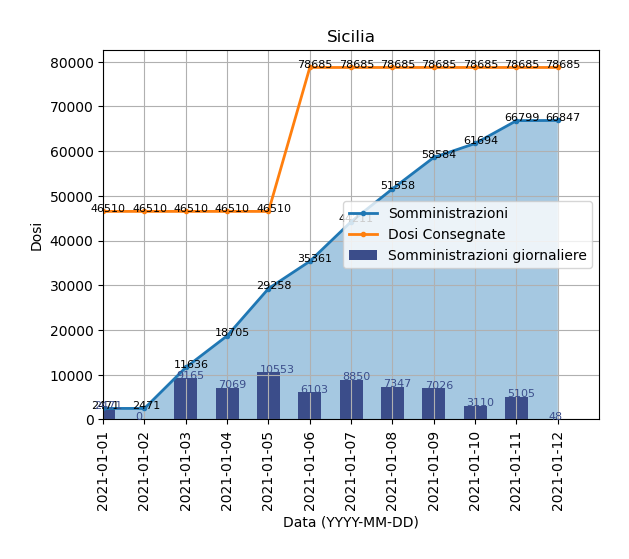 Sicilia
80000
70000
60000
50000
40000
30000
20000
10000
0
Dosi
78685 78685 78685 78685 78685 78685 78685
46510 46510 46510 46510 46510
2471 2471 11636 18705 29258 35361 44211 51558 58584 61694 66799 66847
0 9165 7069 10553 6103 8850 7347 7026 3110 5105 48
Somministrazioni
Dosi Consegnate
Somministrazioni giornaliere
2021-01-01
2021-01-02
2021-01-03
2021-01-04
2021-01-05
2021-01-06
2021-01-07
2021-01-08
2021-01-09
2021-01-10
2021-01-11
2021-01-12
Data (YYYY-MM-DD)